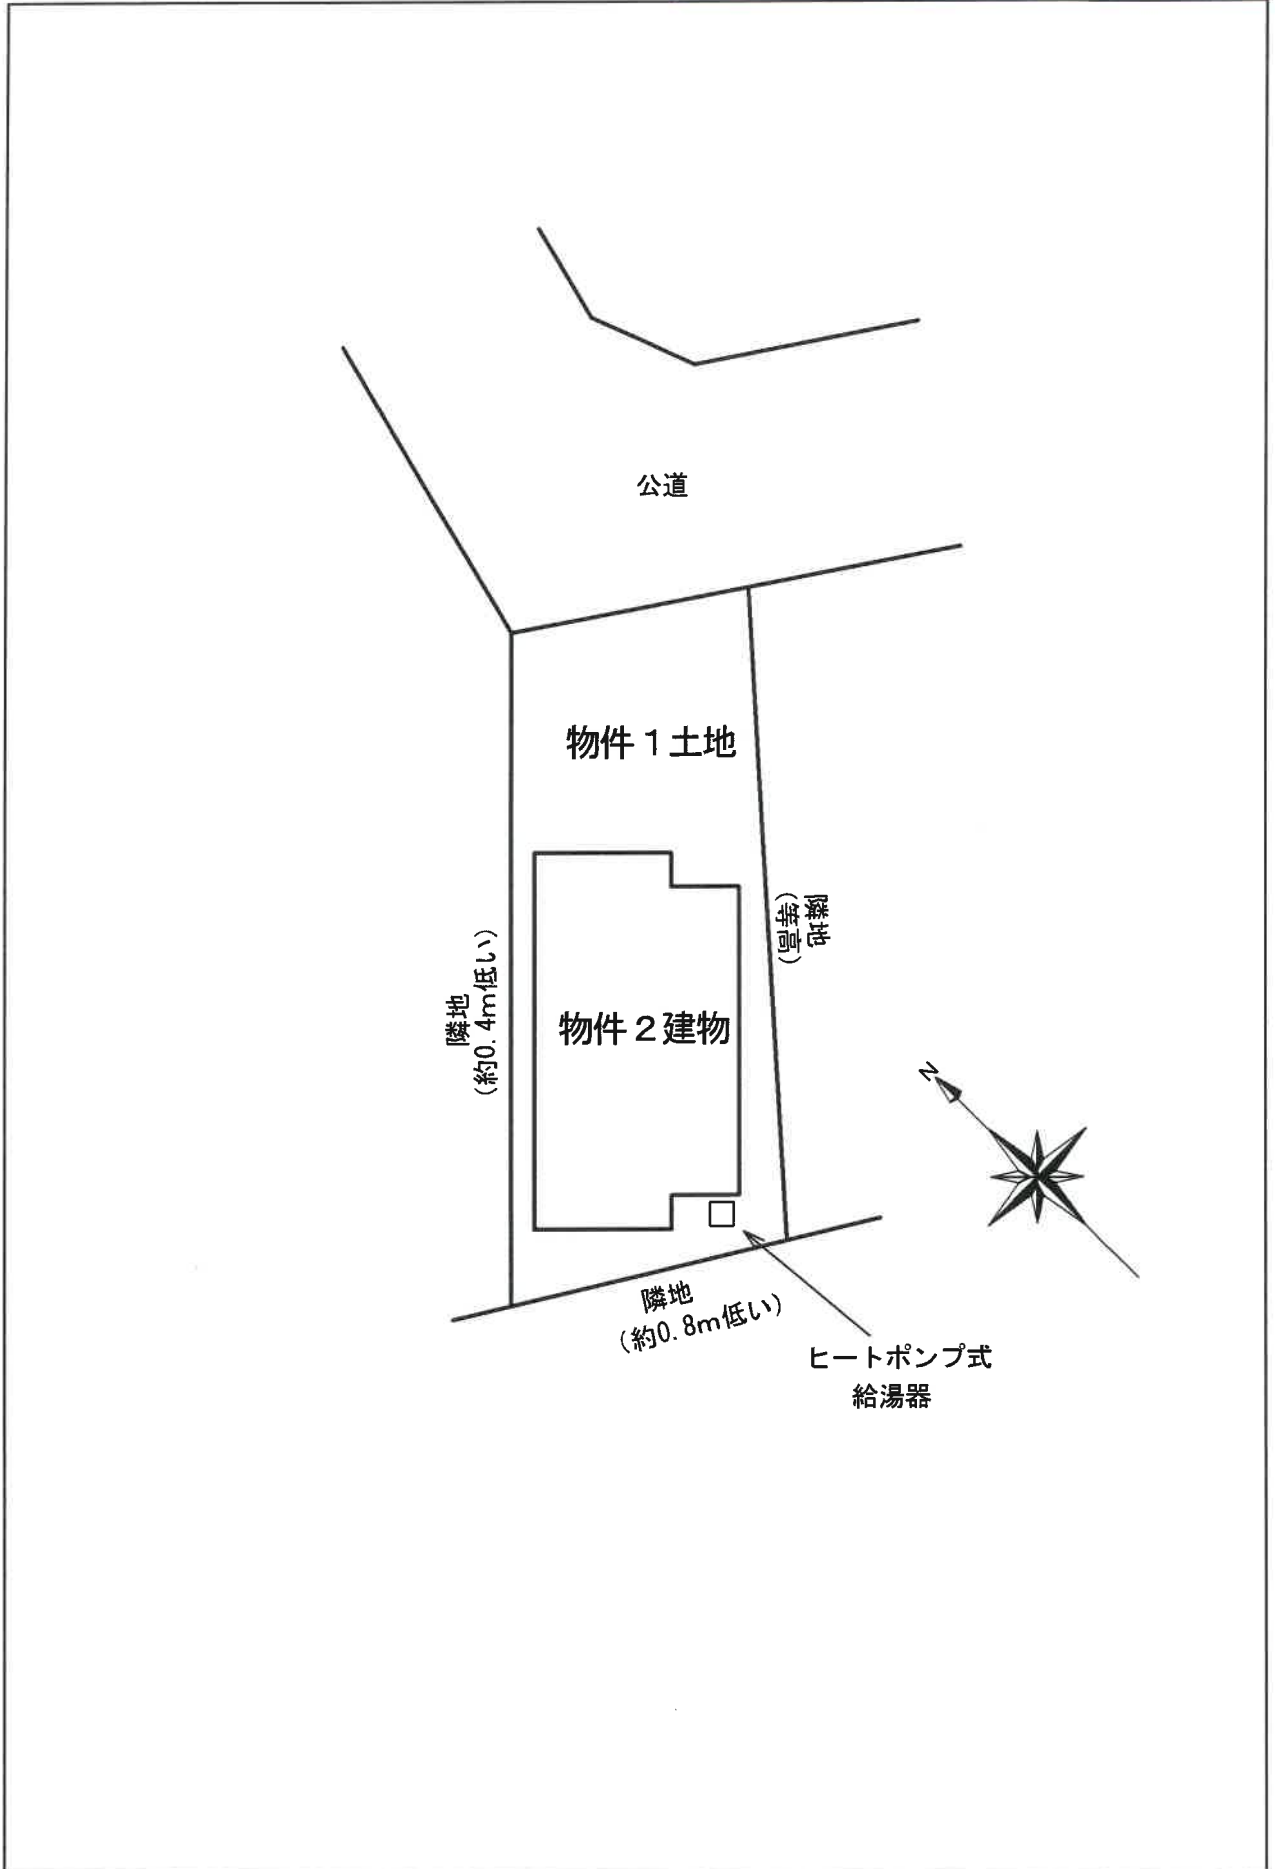 公道
物件１土地
隣地
(等高)
隣地
(約0.4m低い)
物件２建物
N
隣地
(約0.8m低い)
ヒートポンプ式
給湯器